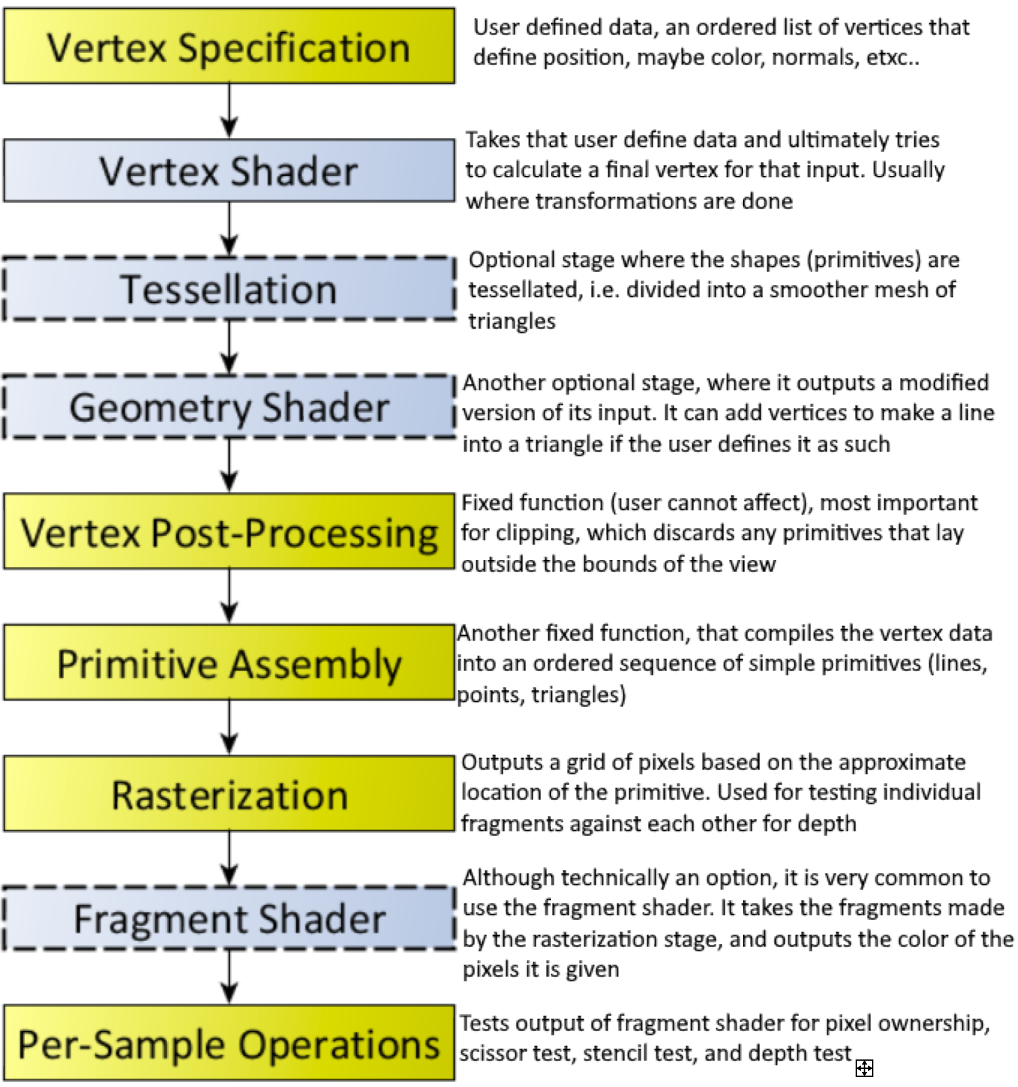 Vertex Specification
User defined data, an ordered list of vertices that
define position, maybe color, normals, etxc..
Vertex Shader
Takes that user define data and ultimately tries
to calculate a final vertex for that input. Usually
where transformations are done
Tessellation
Optional stage where the shapes (primitives) are
tessellated, i.e. divided into a smoother mesh of
triangles
Geometry Shader
Another optional stage, where it outputs a modified
version of its input. It can add vertices to make a line
into a triangle if the user defines it as such
Vertex Post-Processing
Fixed function (user cannot affect), most important
for clipping, which discards any primitives that lay
outside the bounds of the view
Primitive Assembly
Another fixed function, that compiles the vertex data
into an ordered sequence of simple primitives (lines,
points, triangles)
Rasterization
Outputs a grid of pixels based on the approximate
location of the primitive. Used for testing individual
fragments against each other for depth
Fragment Shader
Although technically an option, it is very common to
use the fragment shader. It takes the fragments made
by the rasterization stage, and outputs the color of the
pixels it is given
Per-Sample Operations
Tests output of fragment shader for pixel ownership,
scissor test, stencil test, and depth test